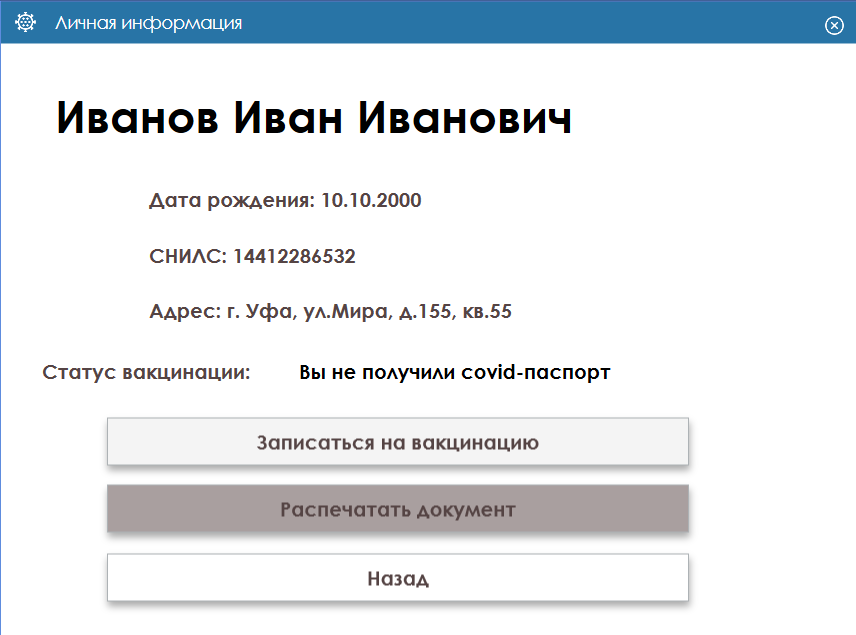 Личная информация
Иванов Иван Иванович
Дата рождения: 10.10.2000
СНИЛС: 14412286532
Адрес: г. Уфа, ул.Мира, д.155, кв.55
Статус вакцинации: Вы не получили covid-паспорт
Записаться на вакцинацию
Распечатать документ
Назад